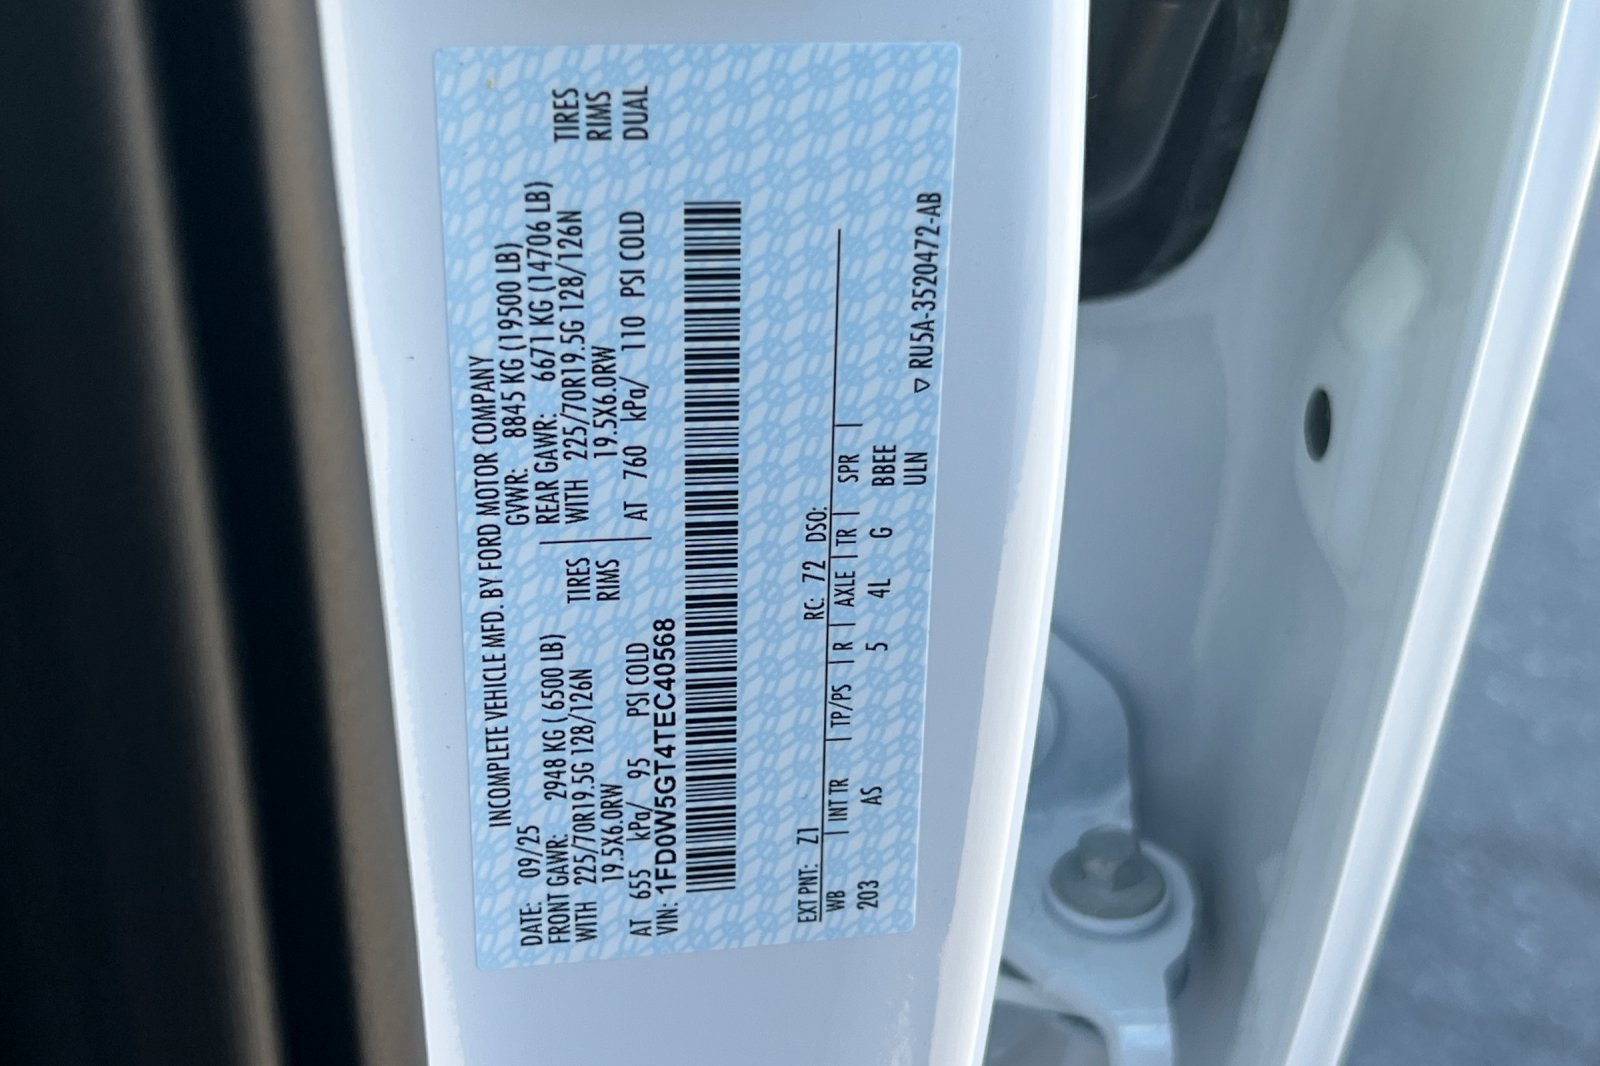 INCOMPLETE VEHICLE MFD. BY FORD MOTOR COMPANY
DATE: 09/25 GVWR: 8845 KG (19500 LB)
FRONT GAWR: 2948 KG (6500 LB) REAR GAWR: 6671 KG (14706 LB)
WITH 225/70R19.5G 128/126N TIRES WITH 225/70R19.5G 128/126N TIRES
19.5X6.0RW RIMS 19.5X6.0RW RIMS
AT 655 kPa/ 95 PSI COLD AT 760 kPa/ 110 PSI COLD DUAL
VIN: 1FD0W5GT4TEC40568
EXT PNT: Z1 RC: 72 DSO:
WB INT TR TP/PS R AXLE TR SPR
203 AS 5 4L G BBEE
ULN
▽ RU5A-3520472-AB